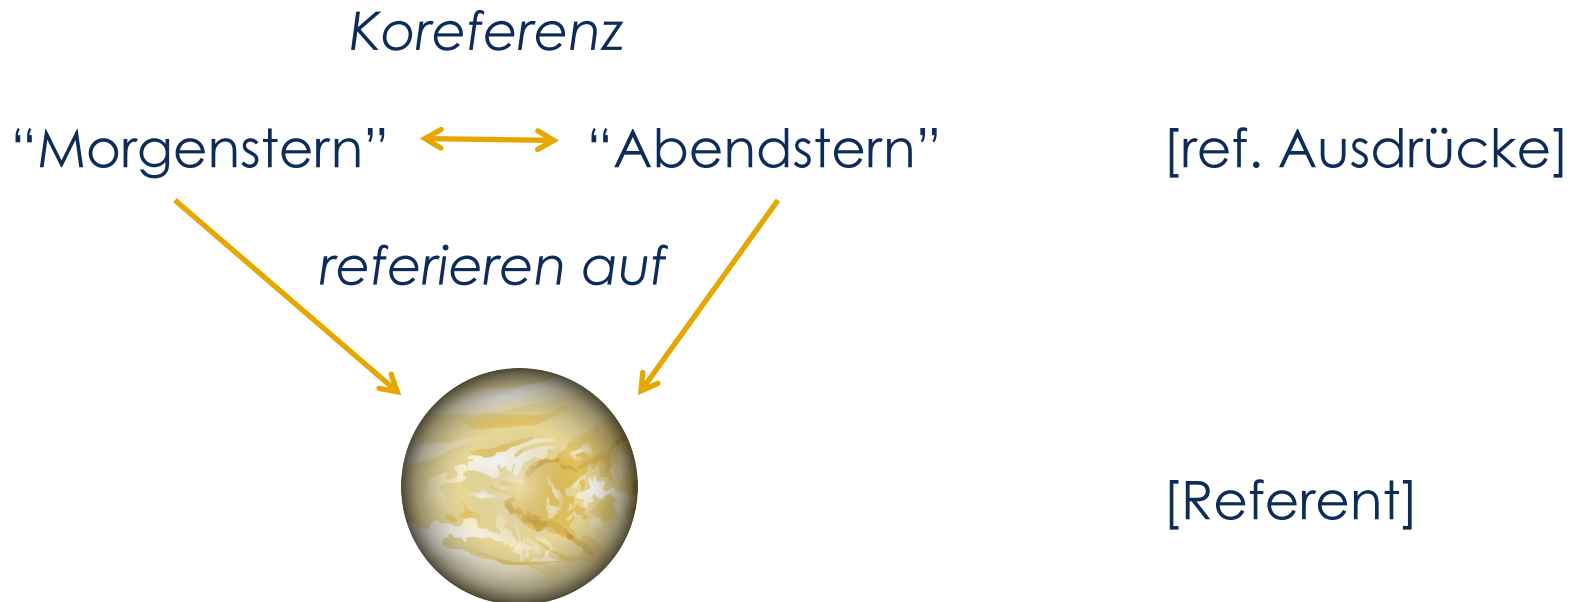 Koreferenz
“Morgenstern” “Abendstern” [ref. Ausdrücke]
referieren auf
[Referent]